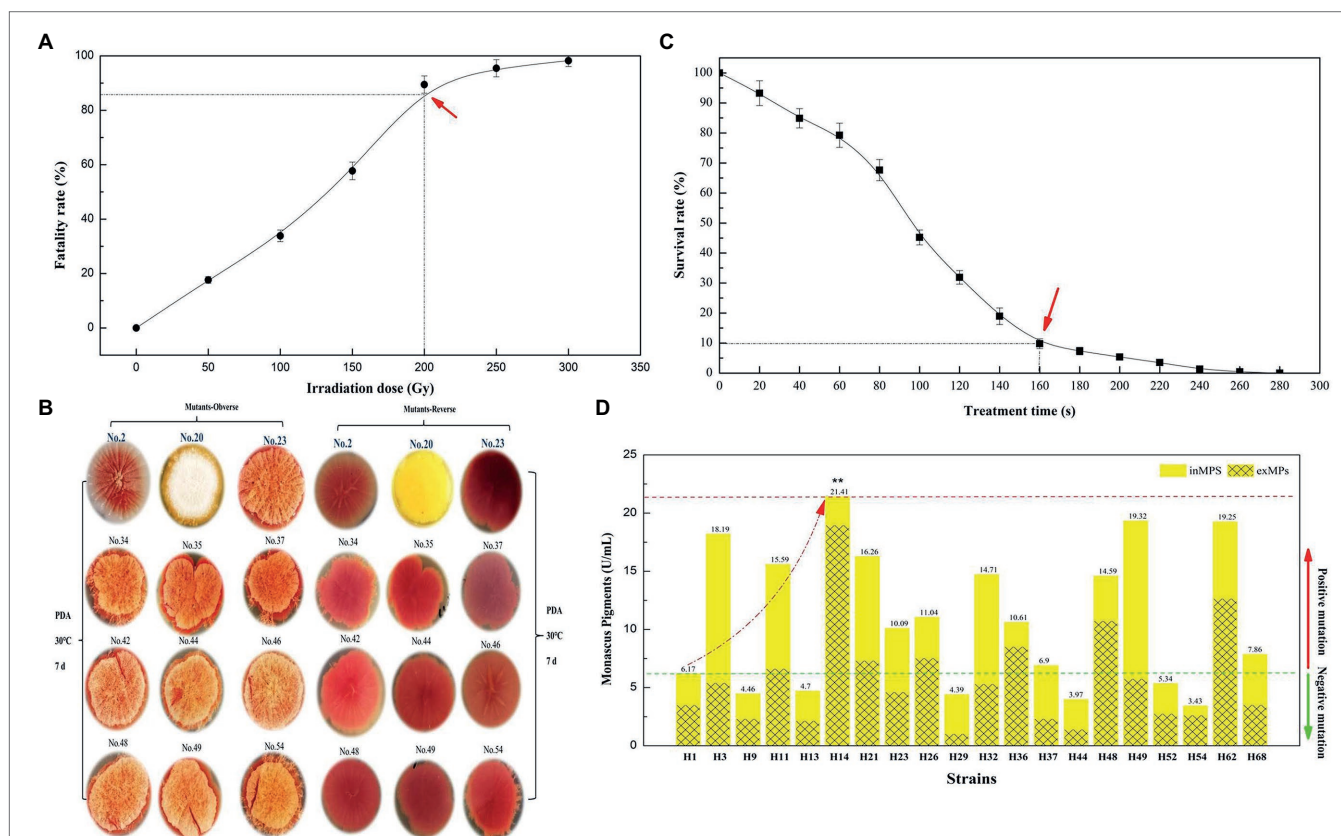 A
100
80
60
40
20
0
Fatality rate (%)
0 50 100 150 200 250 300 350
Irradiation dose (Gy)
B
Mutants-Obverse Mutants-Reverse
No.2 No.20 No.23 No.2 No.20 No.23
No.34 No.35 No.37 No.34 No.35 No.37
PDA
30°C
7 d
PDA
30°C
7 d
No.42 No.44 No.46 No.42 No.44 No.46
No.48 No.49 No.54 No.48 No.49 No.54
C
100
90
80
70
60
50
40
30
20
10
0
Survival rate (%)
0 20 40 60 80 100 120 140 160 180 200 220 240 260 280 300
Treatment time (s)
D
25
20
15
10
5
0
Monascus Pigments (U/mL)
inMPS exMPs
**
6.17 18.19 4.46 15.59 4.7 21.41 16.26 10.09 11.04 4.39 14.71 10.61 6.9 3.97 14.59 19.32 5.34 3.43 19.25 7.86
H1 H3 H9 H11 H13 H14 H21 H23 H26 H29 H32 H36 H37 H44 H48 H49 H52 H54 H62 H68
Strains
Positive mutation
Negative mutation